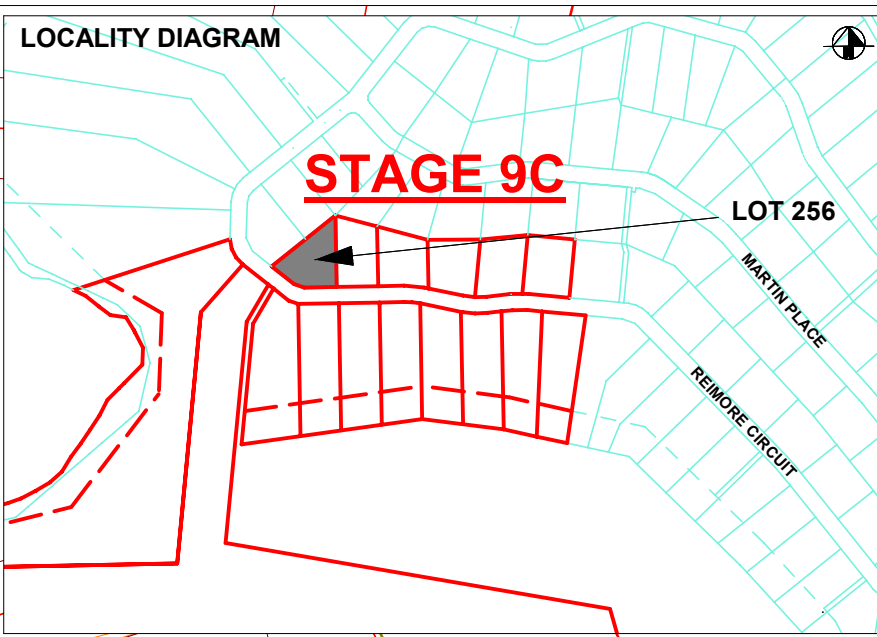 LOCALITY DIAGRAM
STAGE 9C
LOT 256
MARTIN PLACE
REIMORE CIRCUIT